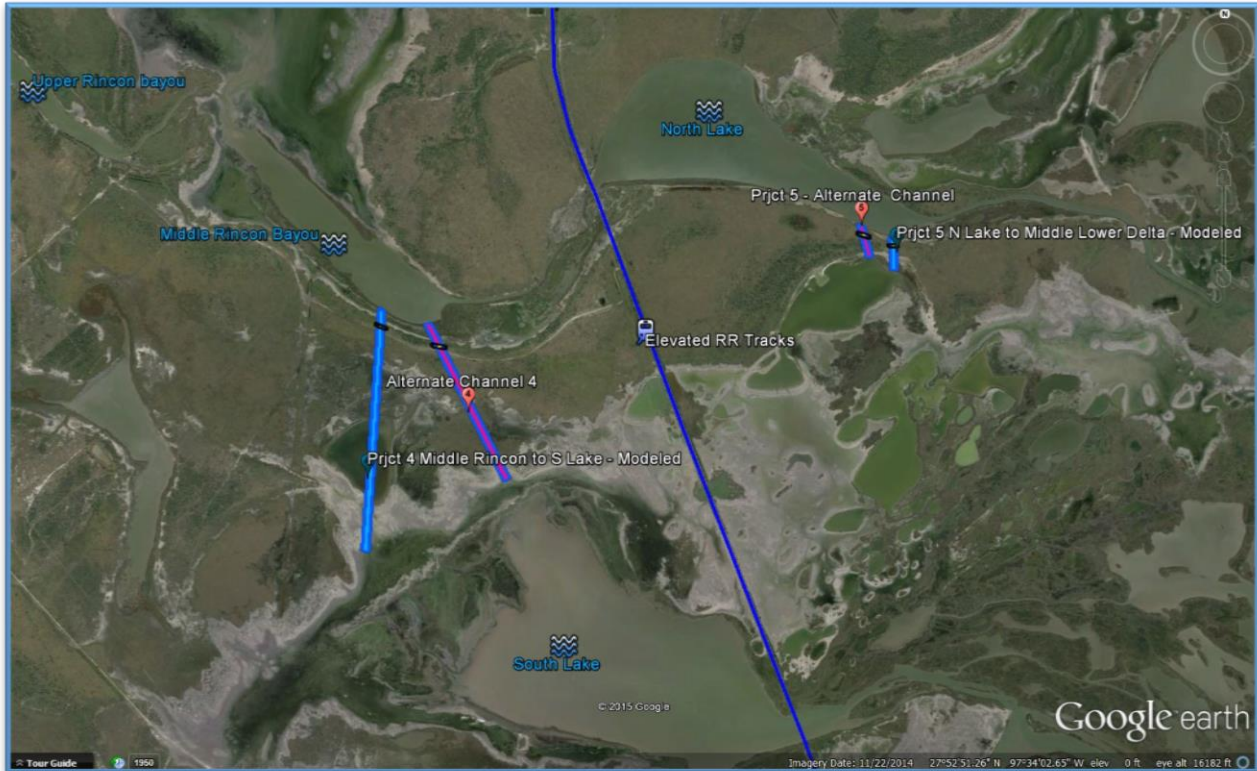 N
Upper Rincon bayou
North Lake
Prjct 5 - Alternate Channel
5
Middle Rincon Bayou
Prjct 5 N Lake to Middle Lower Delta - Modeled
Elevated RR Tracks
Alternate Channel 4
4
Prjct 4 Middle Rincon to S Lake - Modeled
South Lake
© 2015 Google
Google earth
Tour Guide
1950
Imagery Date: 11/22/2014 27°52'51.26" N 97°34'02.65" W elev 0 ft eye alt 16182 ft